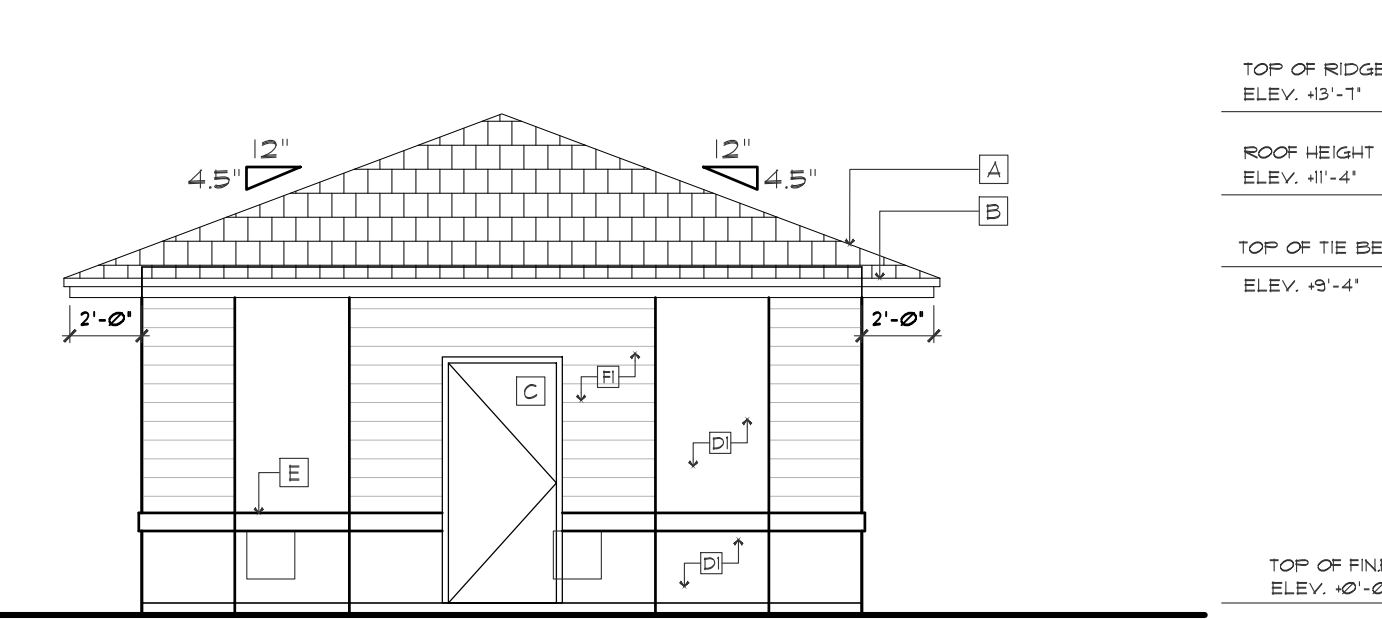 TOP OF RIDGE
ELEV. +13'-7"
12"
12"
ROOF HEIGHT
4.5"
4.5"
A
ELEV. +11'-4"
B
TOP OF TIE BE
ELEV. +9'-4"
2'-0"
2'-0"
F1
C
D1
E
D1
TOP OF FIN.
ELEV. +0'-0